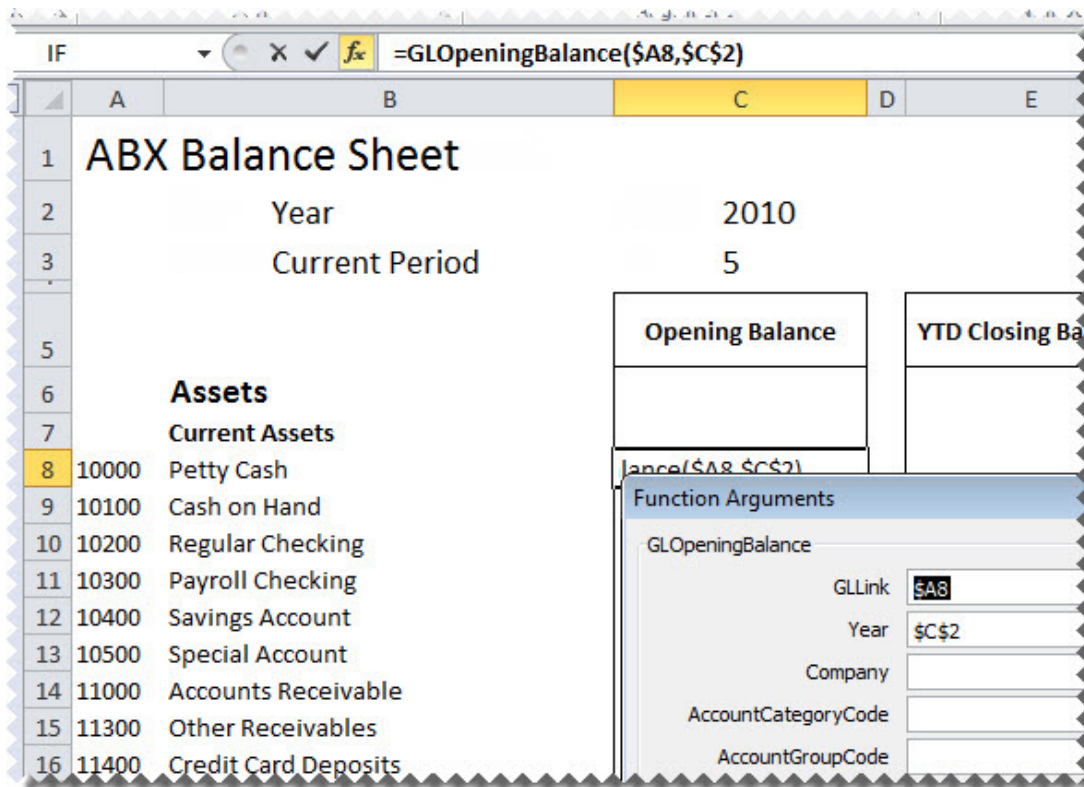 IF fx =GLOpeningBalance($A8,$C$2)
A B C D E
1 ABX Balance Sheet
2 Year 2010
3 Current Period 5
5 Opening Balance YTD Closing Ba
6 Assets
7 Current Assets
8 10000 Petty Cash lance($A8,$C$2)
9 10100 Cash on Hand
Function Arguments
10 10200 Regular Checking
GLOpeningBalance
11 10300 Payroll Checking
GLLink $A8
12 10400 Savings Account
Year $C$2
13 10500 Special Account
Company
14 11000 Accounts Receivable
AccountCategoryCode
15 11300 Other Receivables
AccountGroupCode
16 11400 Credit Card Deposits